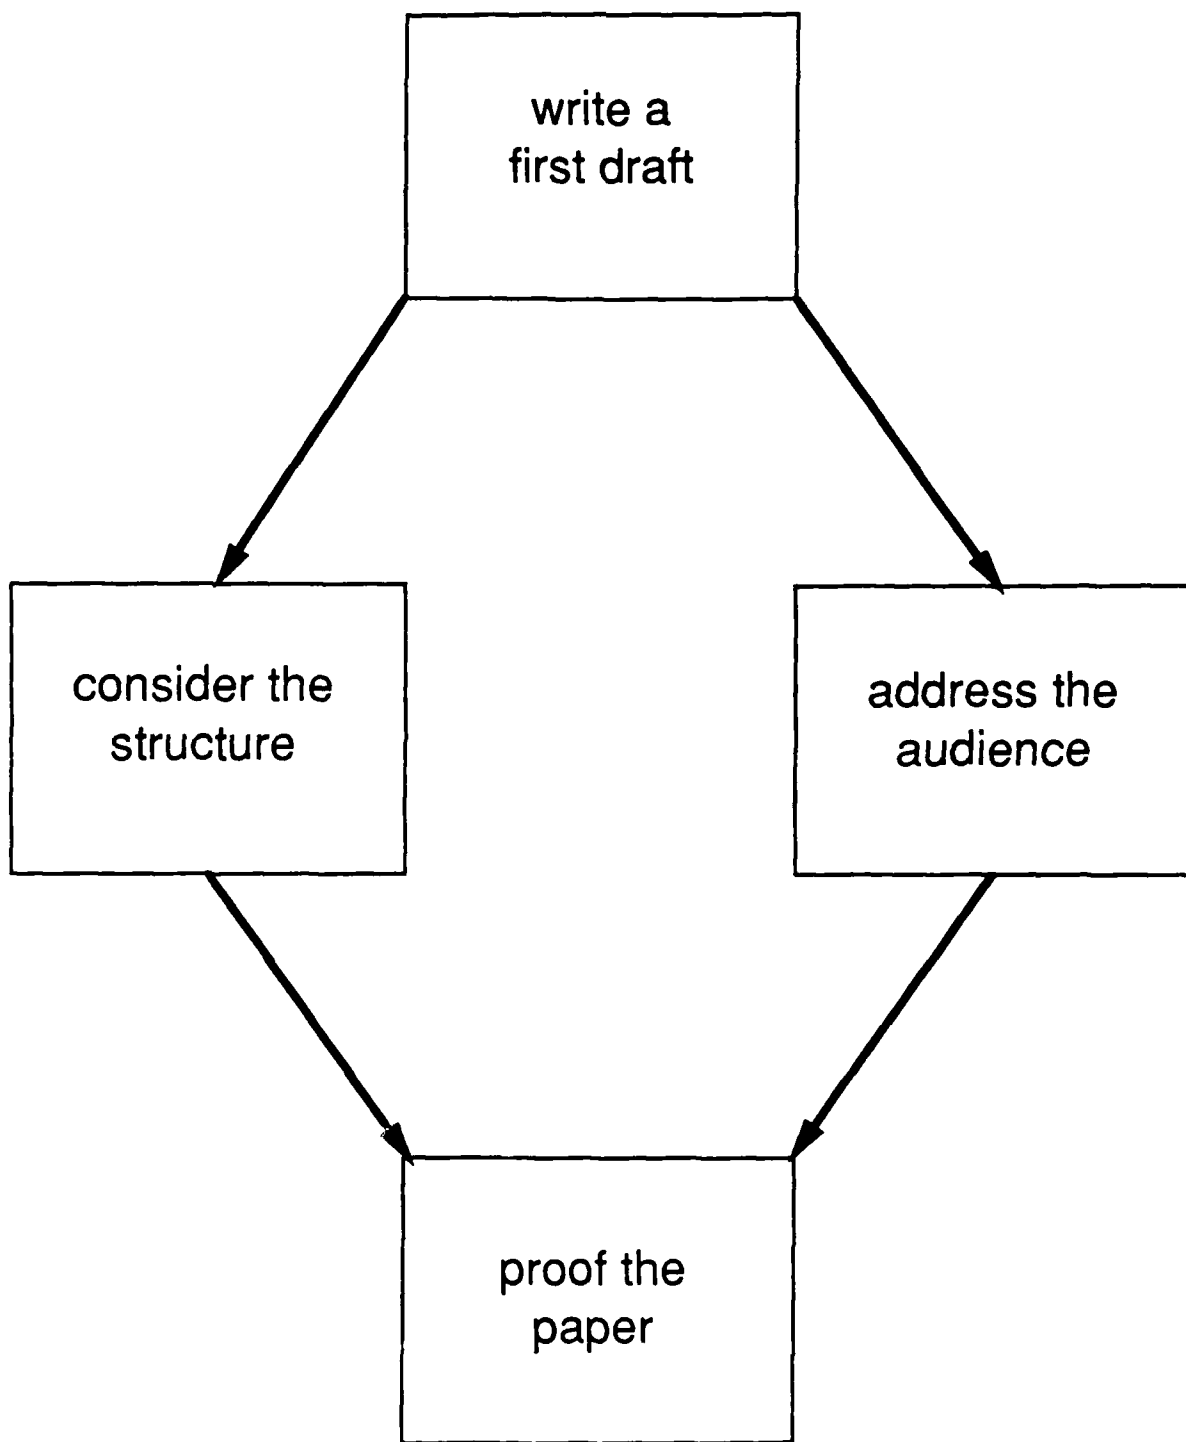 write a
first draft
consider the
structure
address the
audience
proof the
paper